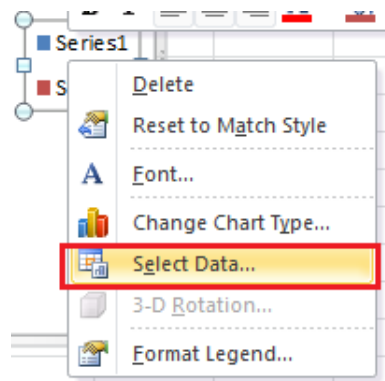 Series1
S
Delete
Reset to Match Style
A Font...
Change Chart Type...
Select Data...
3-D Rotation...
Format Legend...